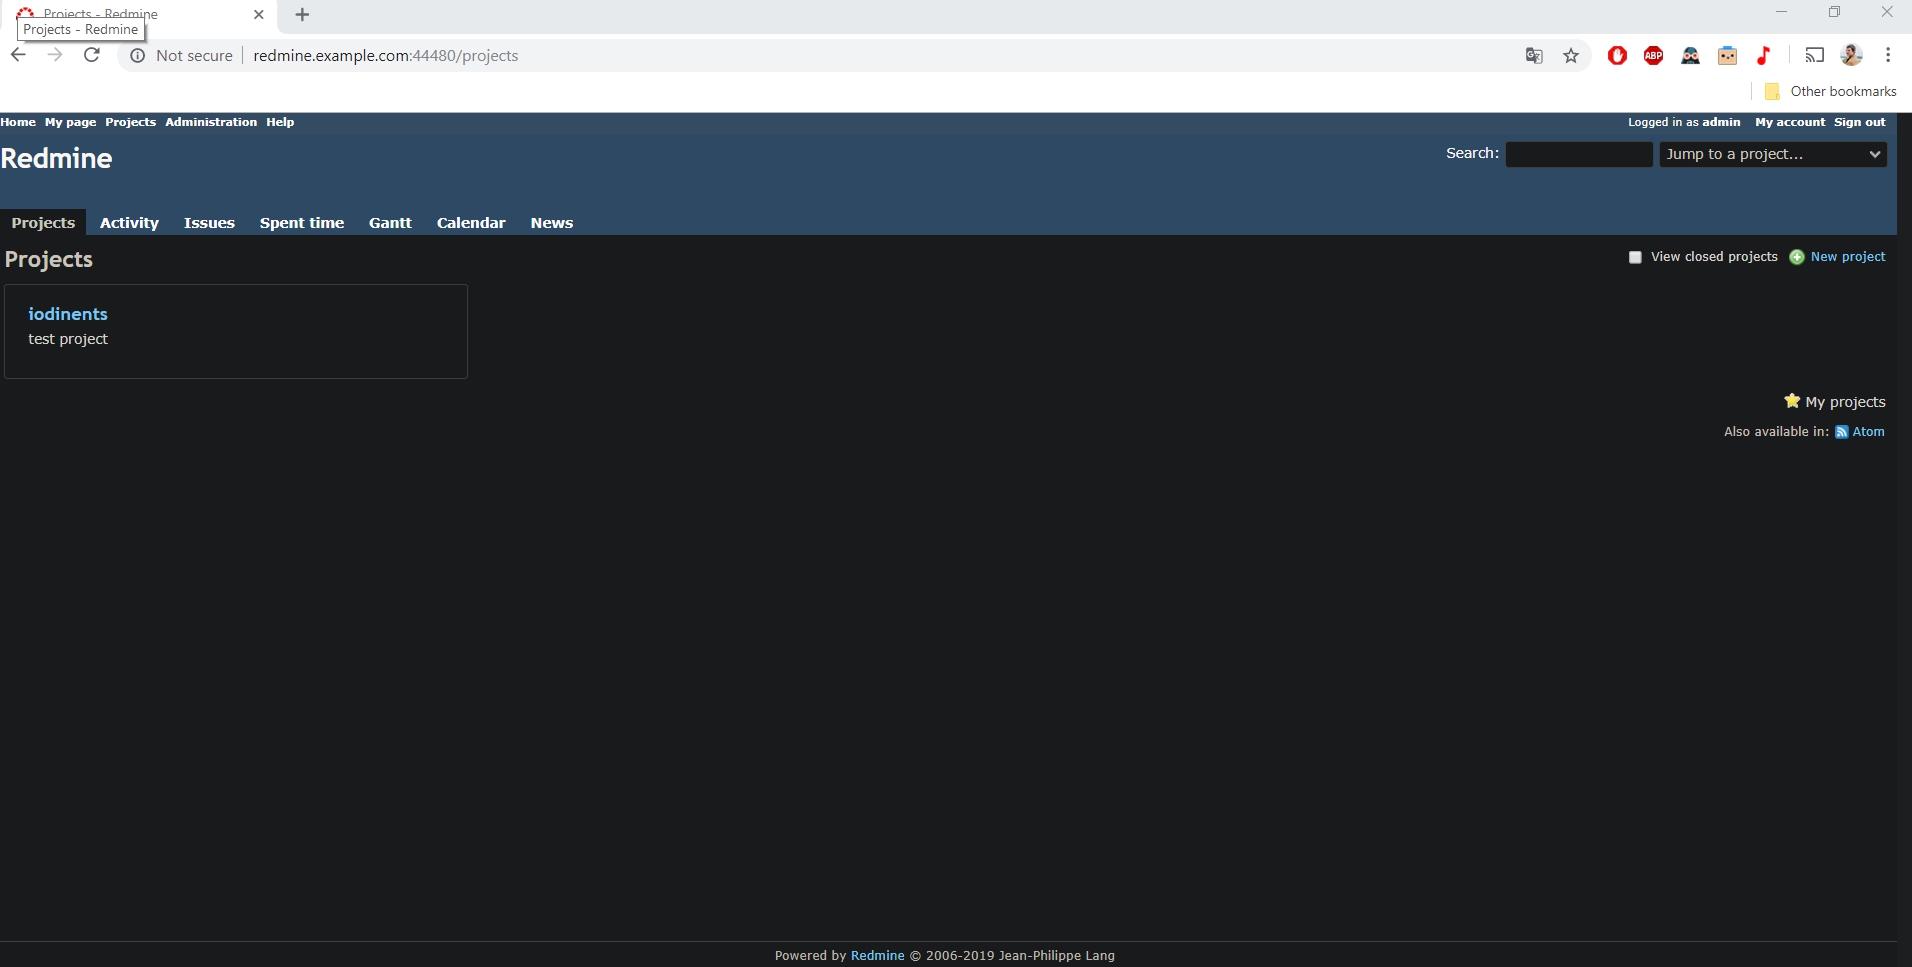 Projects - Redmine
Projects - Redmine
Not secure redmine.example.com:44480/projects
ABP
Other bookmarks
Home My page Projects Administration Help Logged in as admin My account Sign out
Redmine Search: Jump to a project...
Projects Activity Issues Spent time Gantt Calendar News
Projects View closed projects New project
iodinents
test project
My projects
Also available in: Atom
Powered by Redmine © 2006-2019 Jean-Philippe Lang